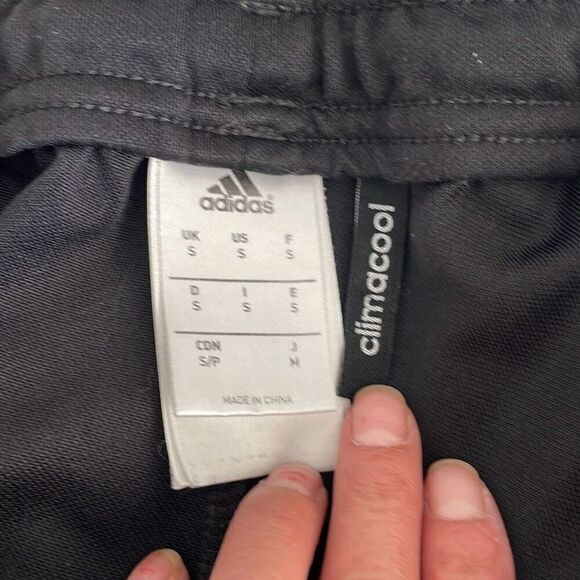 adidas®
UK US F
S S S
D I E
S S S
CDN J
S/P M
MADE IN CHINA
climacool